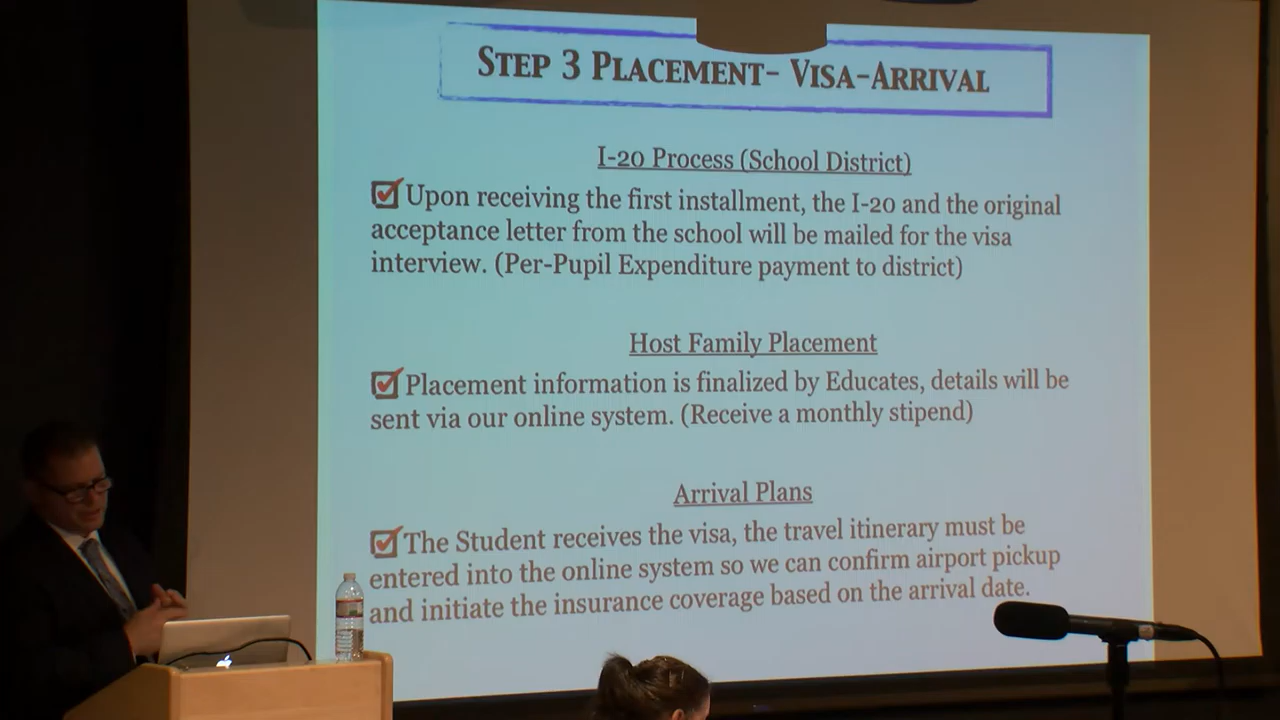 STEP 3 PLACEMENT- VISA-ARRIVAL
I-20 Process (School District)
Upon receiving the first installment, the I-20 and the original
acceptance letter from the school will be mailed for the visa
interview. (Per-Pupil Expenditure payment to district)
Host Family Placement
Placement information is finalized by Educates, details will be
sent via our online system. (Receive a monthly stipend)
Arrival Plans
The Student receives the visa, the travel itinerary must be
entered into the online system so we can confirm airport pickup
and initiate the insurance coverage based on the arrival date.